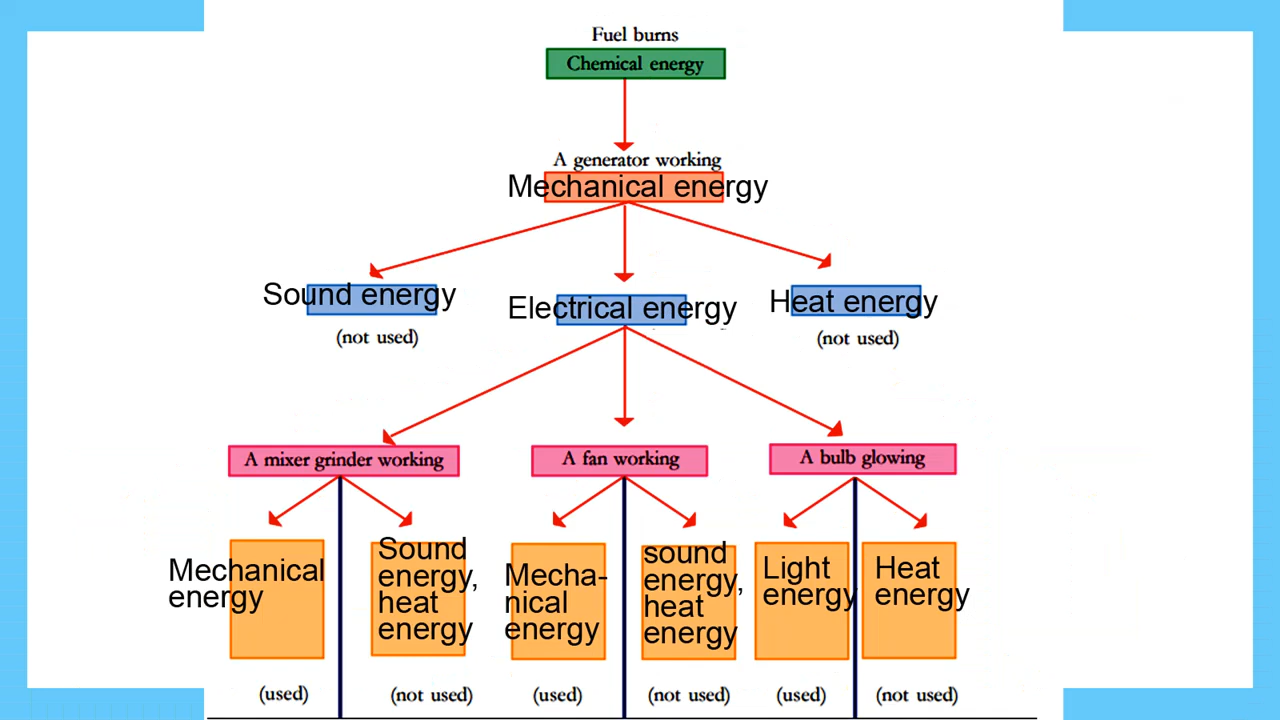 Fuel burns
Chemical energy
A generator working
Mechanical energy
Sound energy
Electrical energy
Heat energy
(not used)
(not used)
A mixer grinder working
A fan working
A bulb glowing
Mechanical
energy
Sound
energy,
heat
energy
Mecha-
nical
energy
sound
energy,
heat
energy
Light
energy
Heat
energy
(used)
(not used)
(used)
(not used)
(used)
(not used)